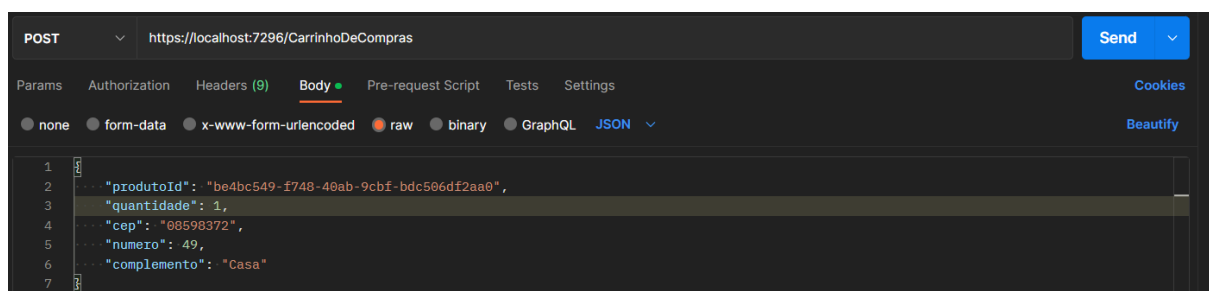 POST https://localhost:7296/CarrinhoDeCompras Send
Params Authorization Headers (9) Body Pre-request Script Tests Settings Cookies
none form-data x-www-form-urlencoded raw binary GraphQL JSON Beautify
1 {
2 "produtoId": "be4bc549-f748-40ab-9cbf-bdc506df2aa0",
3 "quantidade": 1,
4 "cep": "08598372",
5 "numero": 49,
6 "complemento": "Casa"
7 }